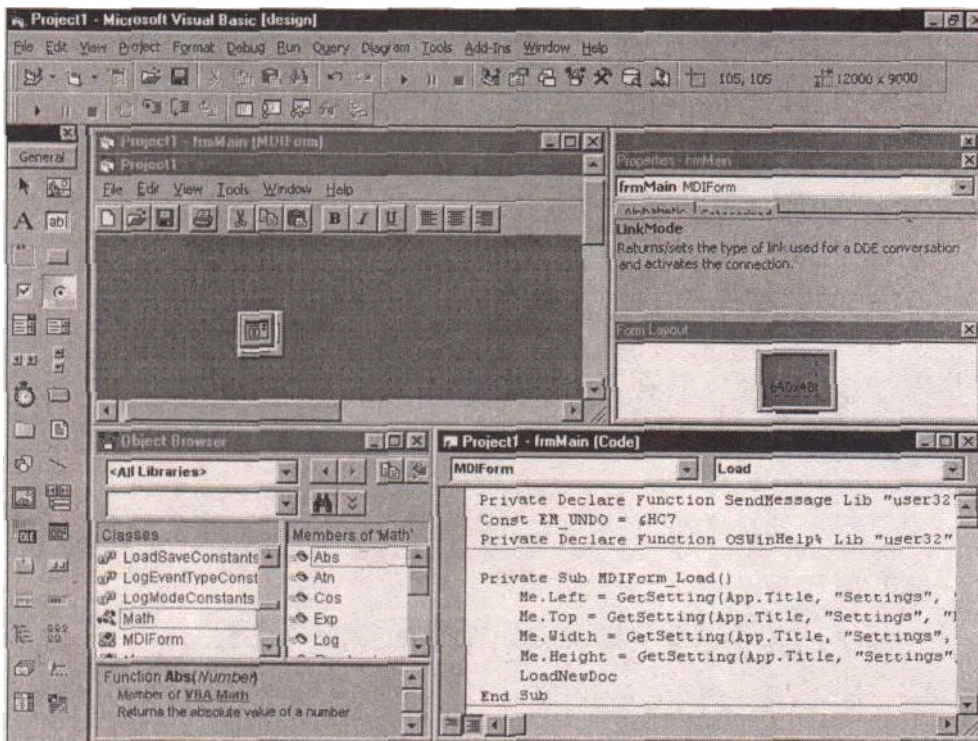 Project1 - Microsoft Visual Basic [design]
File Edit View Project Format Debug Run Query Diagram Tools Add-Ins Window Help
105, 105 12000 x 9000
General
Project1 - frmMain (MDIForm)
Project1
File Edit View Tools Window Help
B I U
A ab
Properties - frmMain
frmMain MDIForm
Alphabetic Categorized
LinkMode
Returns/sets the type of link used for a DDE conversation
and activates the connection.
Form Layout
640x480
OLE
Object Browser
<All Libraries>
Classes
LoadSaveConstants
LogEventTypeConst
LogModeConstants
Math
MDIForm
Members of 'Math'
Abs
Atn
Cos
Exp
Log
Function Abs(Number)
Member of VBA.Math
Returns the absolute value of a number
Project1 - frmMain (Code)
MDIForm Load
Private Declare Function SendMessage Lib "user32"
Const EM_UNDO = &HC7
Private Declare Function OSWinHelp% Lib "user32"
Private Sub MDIForm_Load()
Me.Left = GetSetting(App.Title, "Settings",
Me.Top = GetSetting(App.Title, "Settings", "
Me.Width = GetSetting(App.Title, "Settings",
Me.Height = GetSetting(App.Title, "Settings",
LoadNewDoc
End Sub